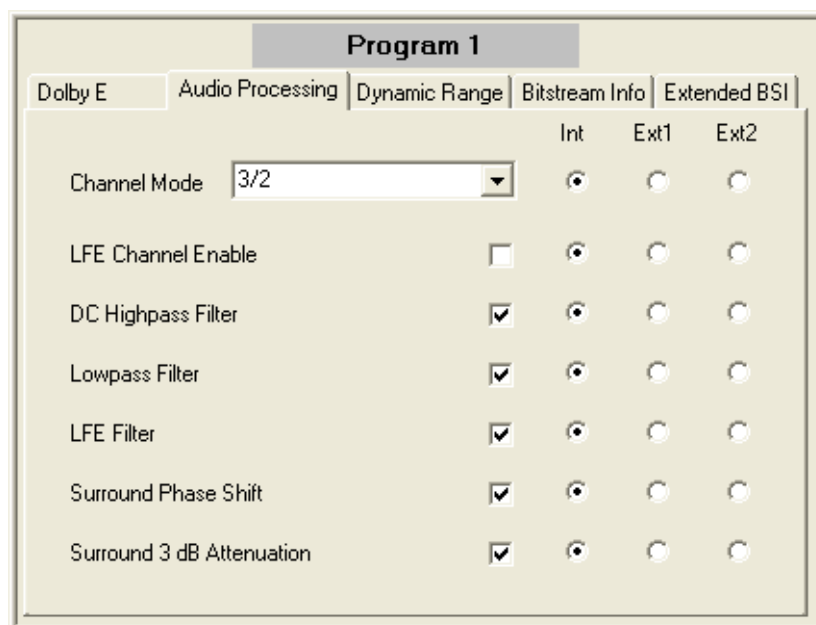 Program 1
Dolby E Audio Processing Dynamic Range Bitstream Info Extended BSI
Int Ext1 Ext2
Channel Mode 3/2
LFE Channel Enable
DC Highpass Filter
Lowpass Filter
LFE Filter
Surround Phase Shift
Surround 3 dB Attenuation